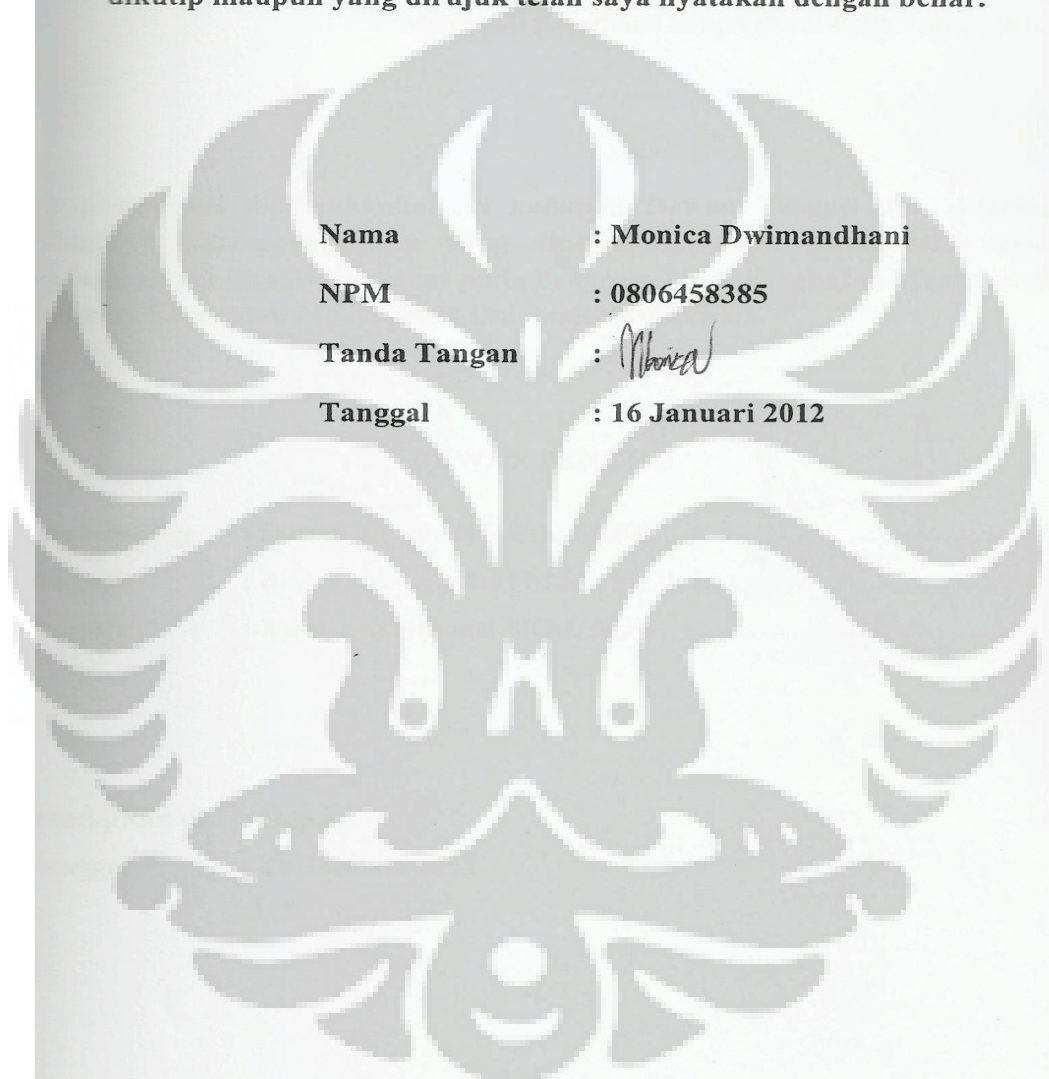 dikutip maupun yang dirujuk telah saya nyatakan dengan benar.
Nama : Monica Dwimandhani
NPM : 0806458385
Tanda Tangan : Monica
Tanggal : 16 Januari 2012